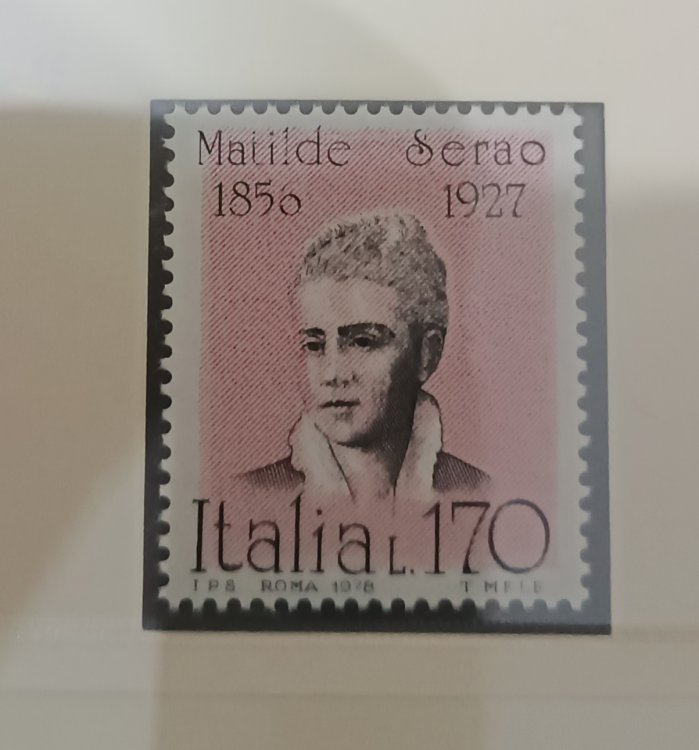 Matilde Serao
1856 1927
Italia L.170
I P S ROMA 1978 T MELE